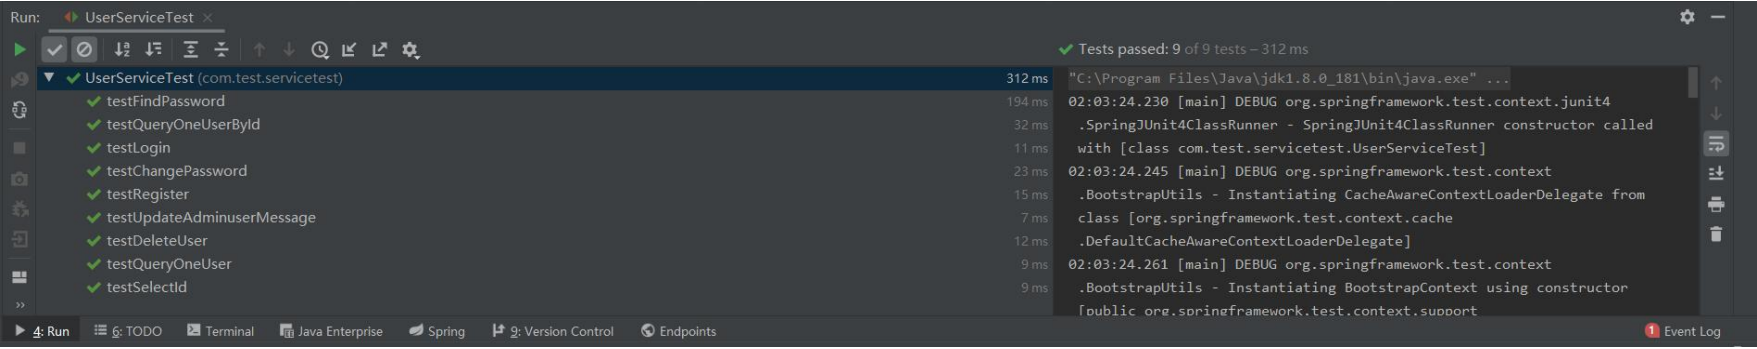 Run: UserServiceTest ×
Tests passed: 9 of 9 tests – 312 ms
UserServiceTest (com.test.servicetest) 312 ms
testFindPassword 194 ms
testQueryOneUserById 32 ms
testLogin 11 ms
testChangePassword 23 ms
testRegister 15 ms
testUpdateAdminuserMessage 7 ms
testDeleteUser 12 ms
testQueryOneUser 9 ms
testSelectId 9 ms
"C:\Program Files\Java\jdk1.8.0_181\bin\java.exe" ...
02:03:24.230 [main] DEBUG org.springframework.test.context.junit4
.SpringJUnit4ClassRunner - SpringJUnit4ClassRunner constructor called
with [class com.test.servicetest.UserServiceTest]
02:03:24.245 [main] DEBUG org.springframework.test.context
.BootstrapUtils - Instantiating CacheAwareContextLoaderDelegate from
class [org.springframework.test.context.cache
.DefaultCacheAwareContextLoaderDelegate]
02:03:24.261 [main] DEBUG org.springframework.test.context
.BootstrapUtils - Instantiating BootstrapContext using constructor
[public org.springframework.test.context.support
4: Run 6: TODO Terminal Java Enterprise Spring 9: Version Control Endpoints 1 Event Log